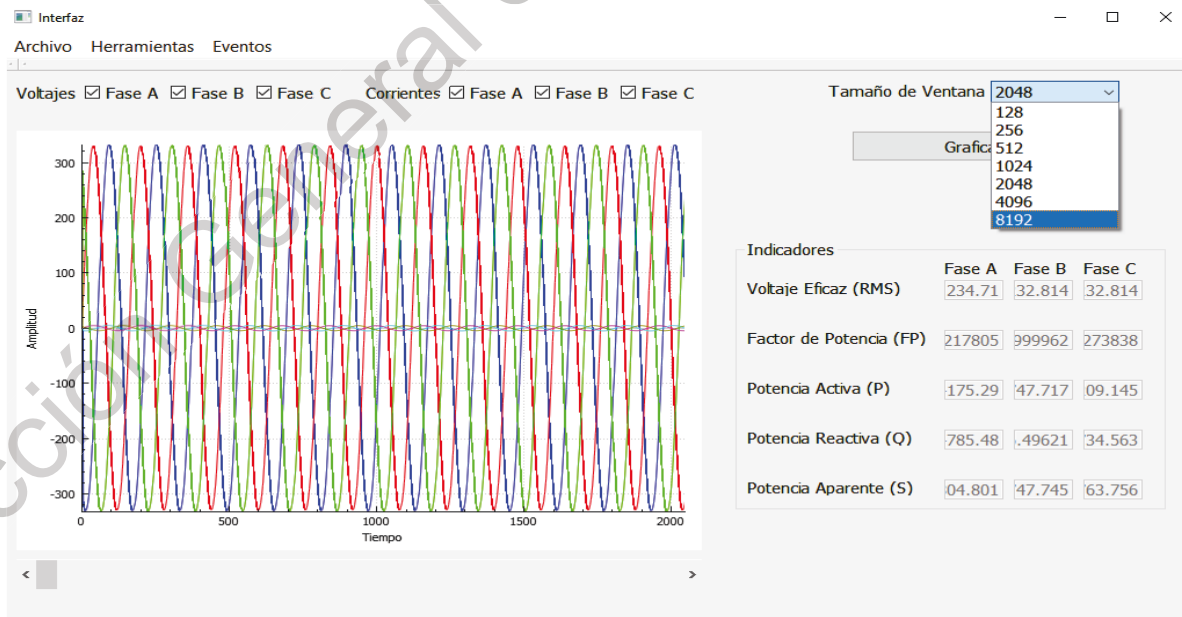 Interfaz
Archivo Herramientas Eventos
Voltajes Fase A Fase B Fase C Corrientes Fase A Fase B Fase C
Tamaño de Ventana 2048
128
256
Grafica 512
1024
2048
4096
8192
300
200
100
0
-100
-200
-300
Amplitud
0 500 1000 1500 2000
Tiempo
Indicadores
Fase A Fase B Fase C
Voltaje Eficaz (RMS) 234.71 32.814 32.814
Factor de Potencia (FP) 217805 999962 273838
Potencia Activa (P) 175.29 47.717 09.145
Potencia Reactiva (Q) 785.48 .49621 34.563
Potencia Aparente (S) 04.801 47.745 63.756
cción General